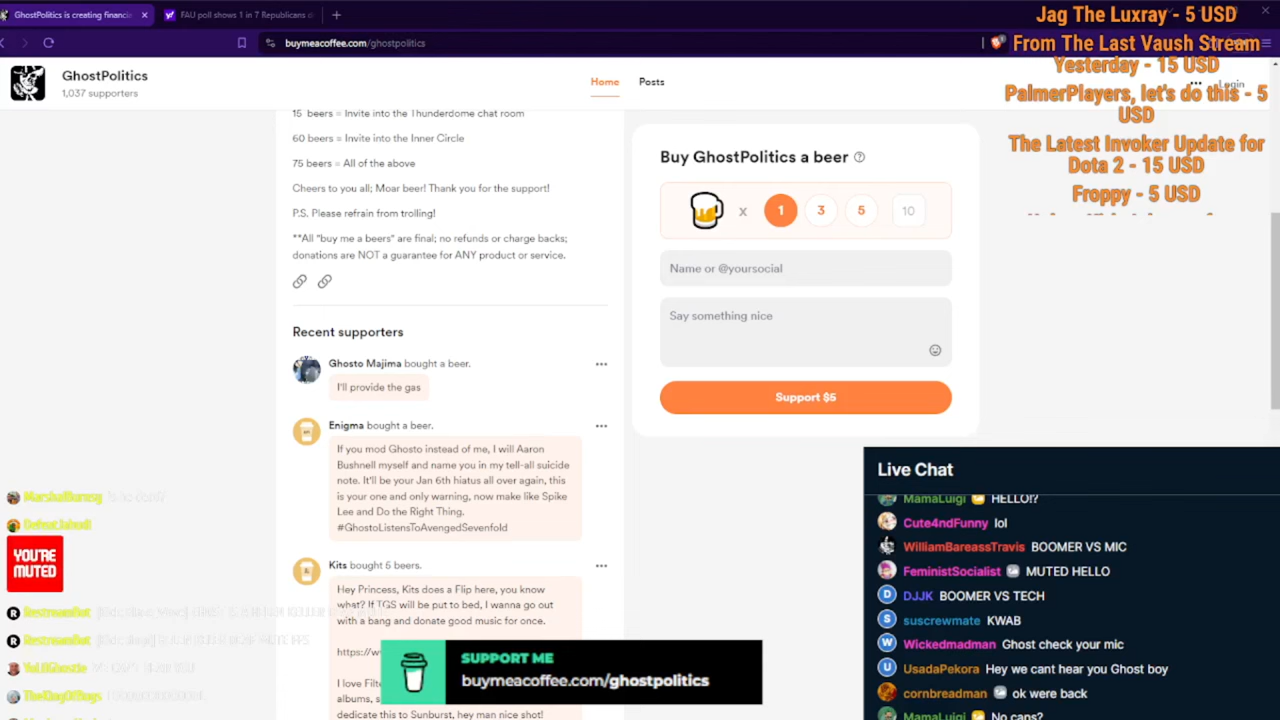 GhostPolitics is creating financi
FAU poll shows 1 in 7 Republicans
buymeacoffee.com/ghostpolitics
GhostPolitics
1,037 supporters
Home
Posts
Login
Jag The Luxray - 5 USD
From The Last Vaush Stream
Yesterday - 15 USD
PalmerPlayers, let's do this - 5
USD
The Latest Invoker Update for
Dota 2 - 15 USD
Froppy - 5 USD
15 beers = Invite into the Thunderdome chat room
60 beers = Invite into the Inner Circle
75 beers = All of the above
Cheers to you all; Moar beer! Thank you for the support!
P.S. Please refrain from trolling!
**All "buy me a beers" are final; no refunds or charge backs;
donations are NOT a guarantee for ANY product or service.
Recent supporters
Ghosto Majima bought a beer.
I'll provide the gas
Enigma bought a beer.
If you mod Ghosto instead of me, I will Aaron
Bushnell myself and name you in my tell-all suicide
note. It'll be your Jan 6th hiatus all over again, this
is your one and only warning, now make like Spike
Lee and Do the Right Thing.
#GhostoListensToAvengedSevenfold
Kits bought 5 beers.
Hey Princess, Kits does a Flip here, you know
what? If TGS will be put to bed, I wanna go out
with a bang and donate good music for once.
https://w
I love Filte
albums, s
dedicate this to Sunburst, hey man nice shot!
Buy GhostPolitics a beer
x
1
3
5
10
Name or @yoursocial
Say something nice
Support $5
YOU'RE
MUTED
SUPPORT ME
buymeacoffee.com/ghostpolitics
Live Chat
MamaLuigi HELLO!?
Cute4ndFunny lol
WilliamBareassTravis BOOMER VS MIC
FeministSocialist MUTED HELLO
DJJK BOOMER VS TECH
suscrewmate KWAB
Wickedmadman Ghost check your mic
UsadaPekora Hey we cant hear you Ghost boy
cornbreadman ok were back
MamaLuigi No cans?